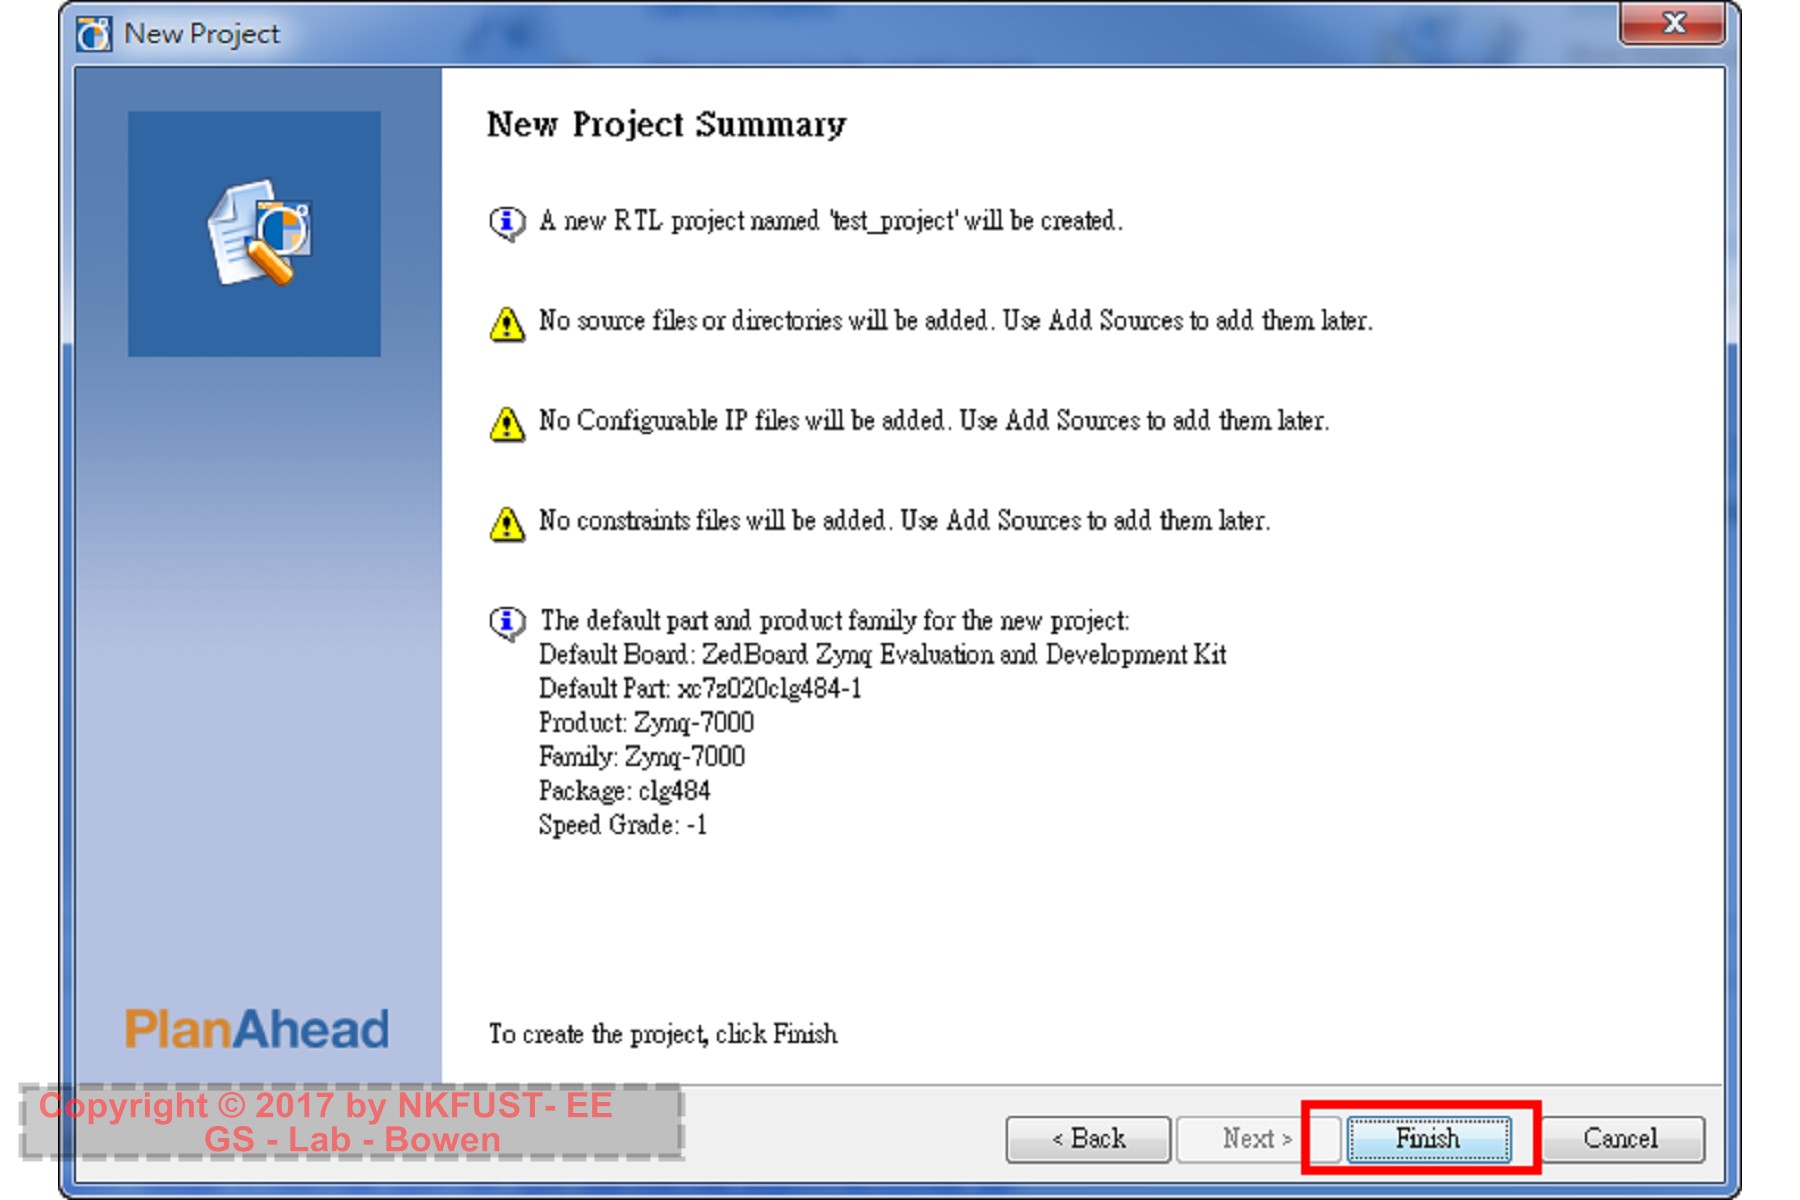 New Project
New Project Summary
A new RTL project named 'test_project' will be created.
No source files or directories will be added. Use Add Sources to add them later.
No Configurable IP files will be added. Use Add Sources to add them later.
No constraints files will be added. Use Add Sources to add them later.
The default part and product family for the new project:
Default Board: ZedBoard Zynq Evaluation and Development Kit
Default Part: xc7z020clg484-1
Product: Zynq-7000
Family: Zynq-7000
Package: clg484
Speed Grade: -1
PlanAhead
To create the project, click Finish
Copyright © 2017 by NKFUST- EE
GS - Lab - Bowen
< Back
Next >
Finish
Cancel